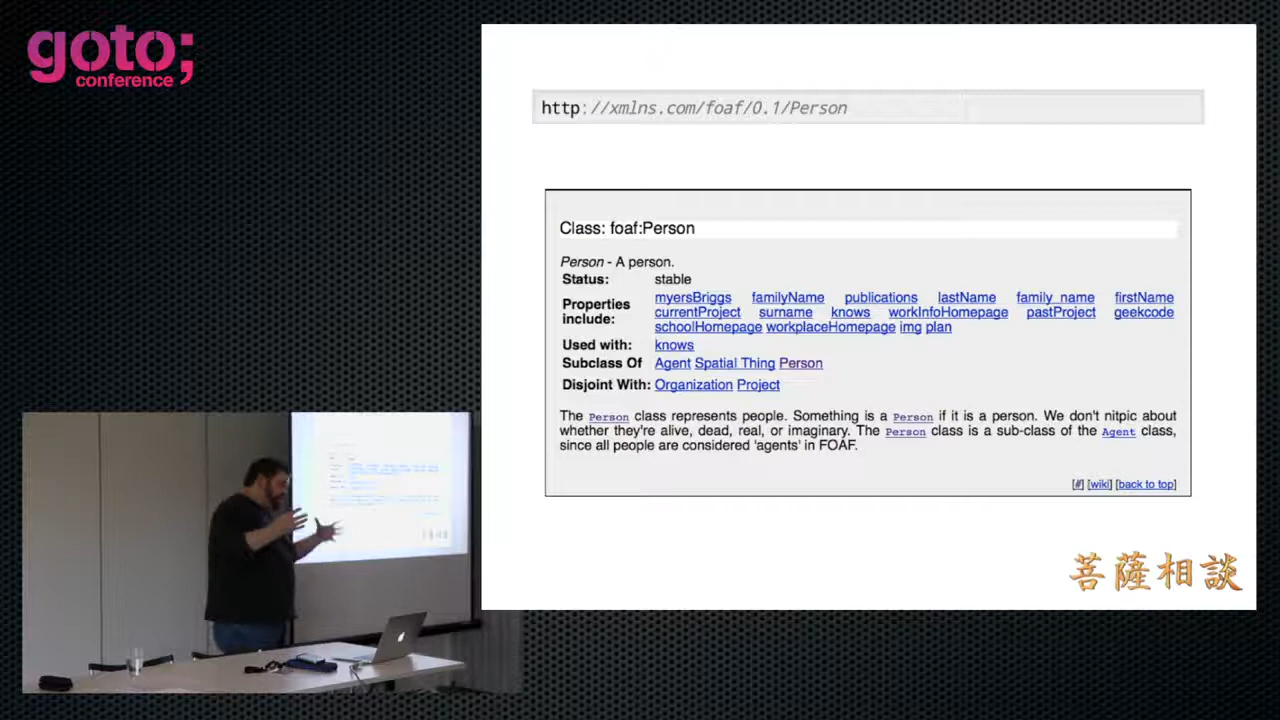 goto;
conference
http://xmlns.com/foaf/0.1/Person
Class: foaf:Person
Person - A person.
Status: stable
Properties include: myersBriggs familyName publications lastName family_name firstName
currentProject surname knows workInfoHomepage pastProject geekcode
schoolHomepage workplaceHomepage img plan
Used with: knows
Subclass Of Agent Spatial Thing Person
Disjoint With: Organization Project
The Person class represents people. Something is a Person if it is a person. We don't nitpic about
whether they're alive, dead, real, or imaginary. The Person class is a sub-class of the Agent class,
since all people are considered 'agents' in FOAF.
[#] [wiki] [back to top]
菩薩相談